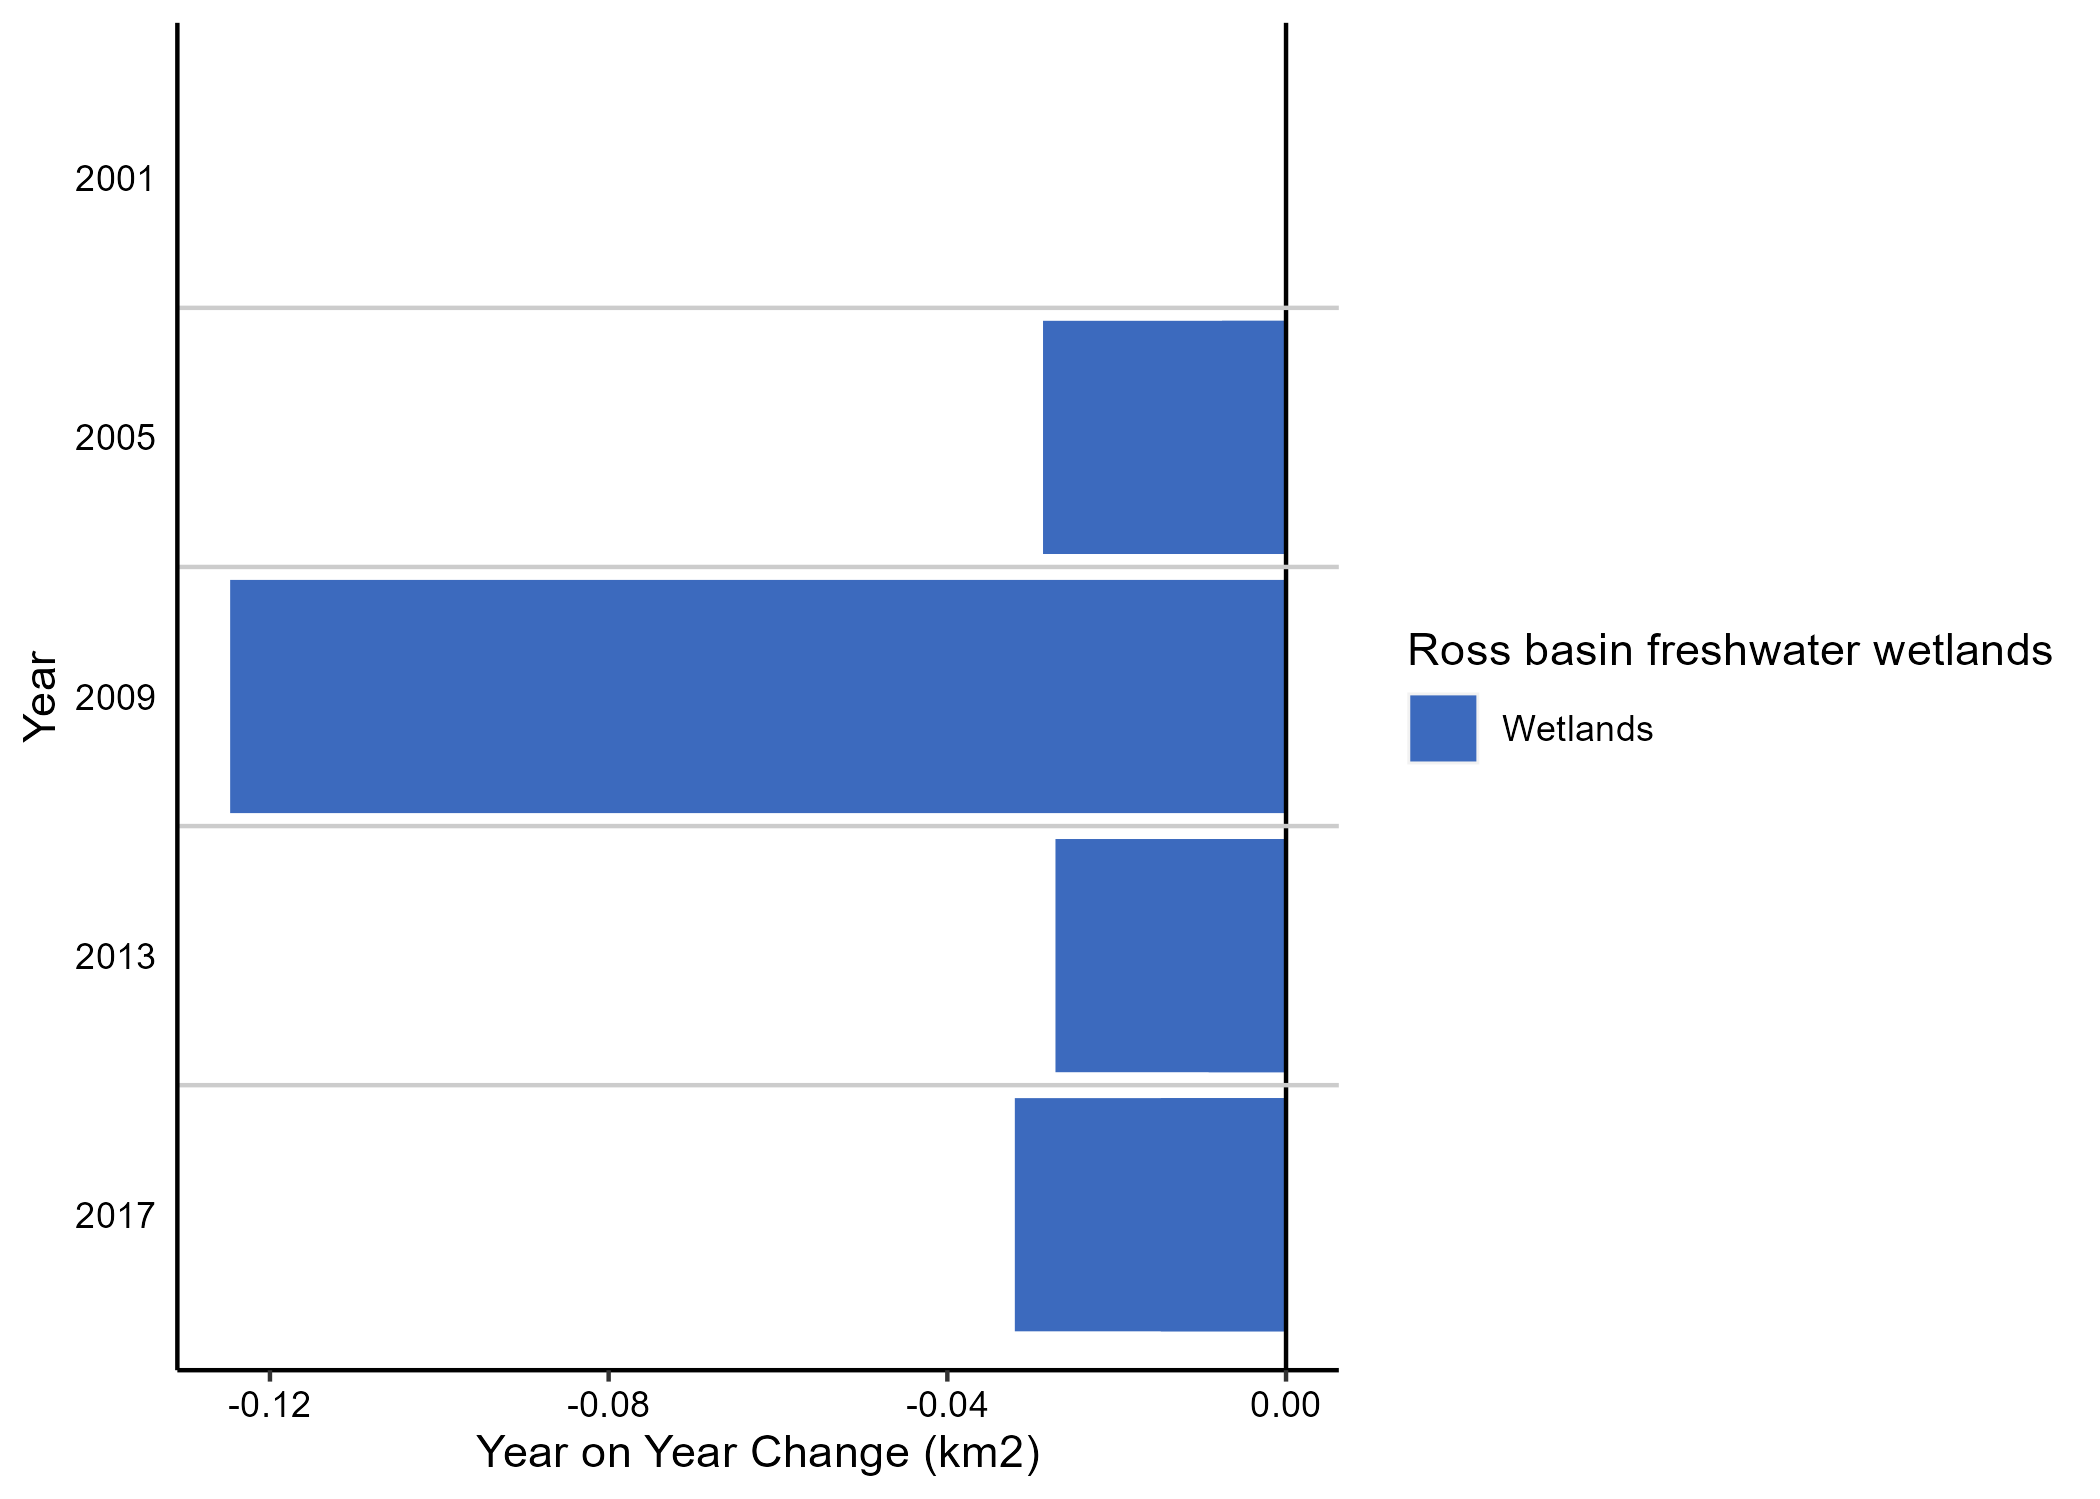 Year
2001
2005
2009
2013
2017
-0.12 -0.08 -0.04 0.00
Year on Year Change (km2)
Ross basin freshwater wetlands
Wetlands